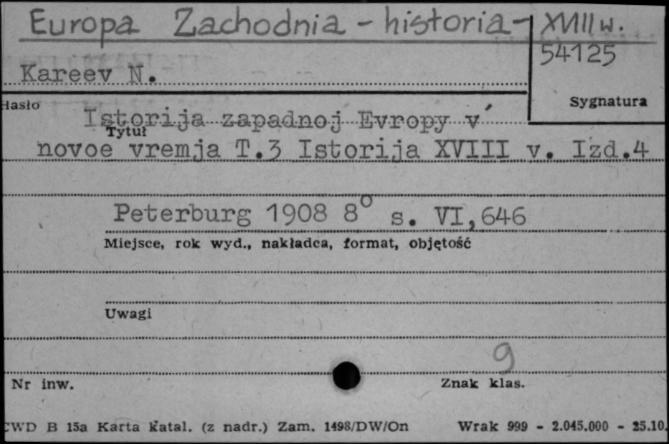 Europa Zachodnia - historia - XVIII w.
54125
Kareev N.
Hasło
Sygnatura
Istorija zapadnoj Evropy v
Tytuł
novoe vremja T.3 Istorija XVIII v. Izd.4
Peterburg 1908 8° s. VI,646
Miejsce, rok wyd., nakładca, format, objętość
Uwagi
9
Nr inw.
Znak klas.
CWD B 15a Karta katal. (z nadr.) Zam. 1498/DW/On Wrak 999 - 2.045.000 - 25.10.